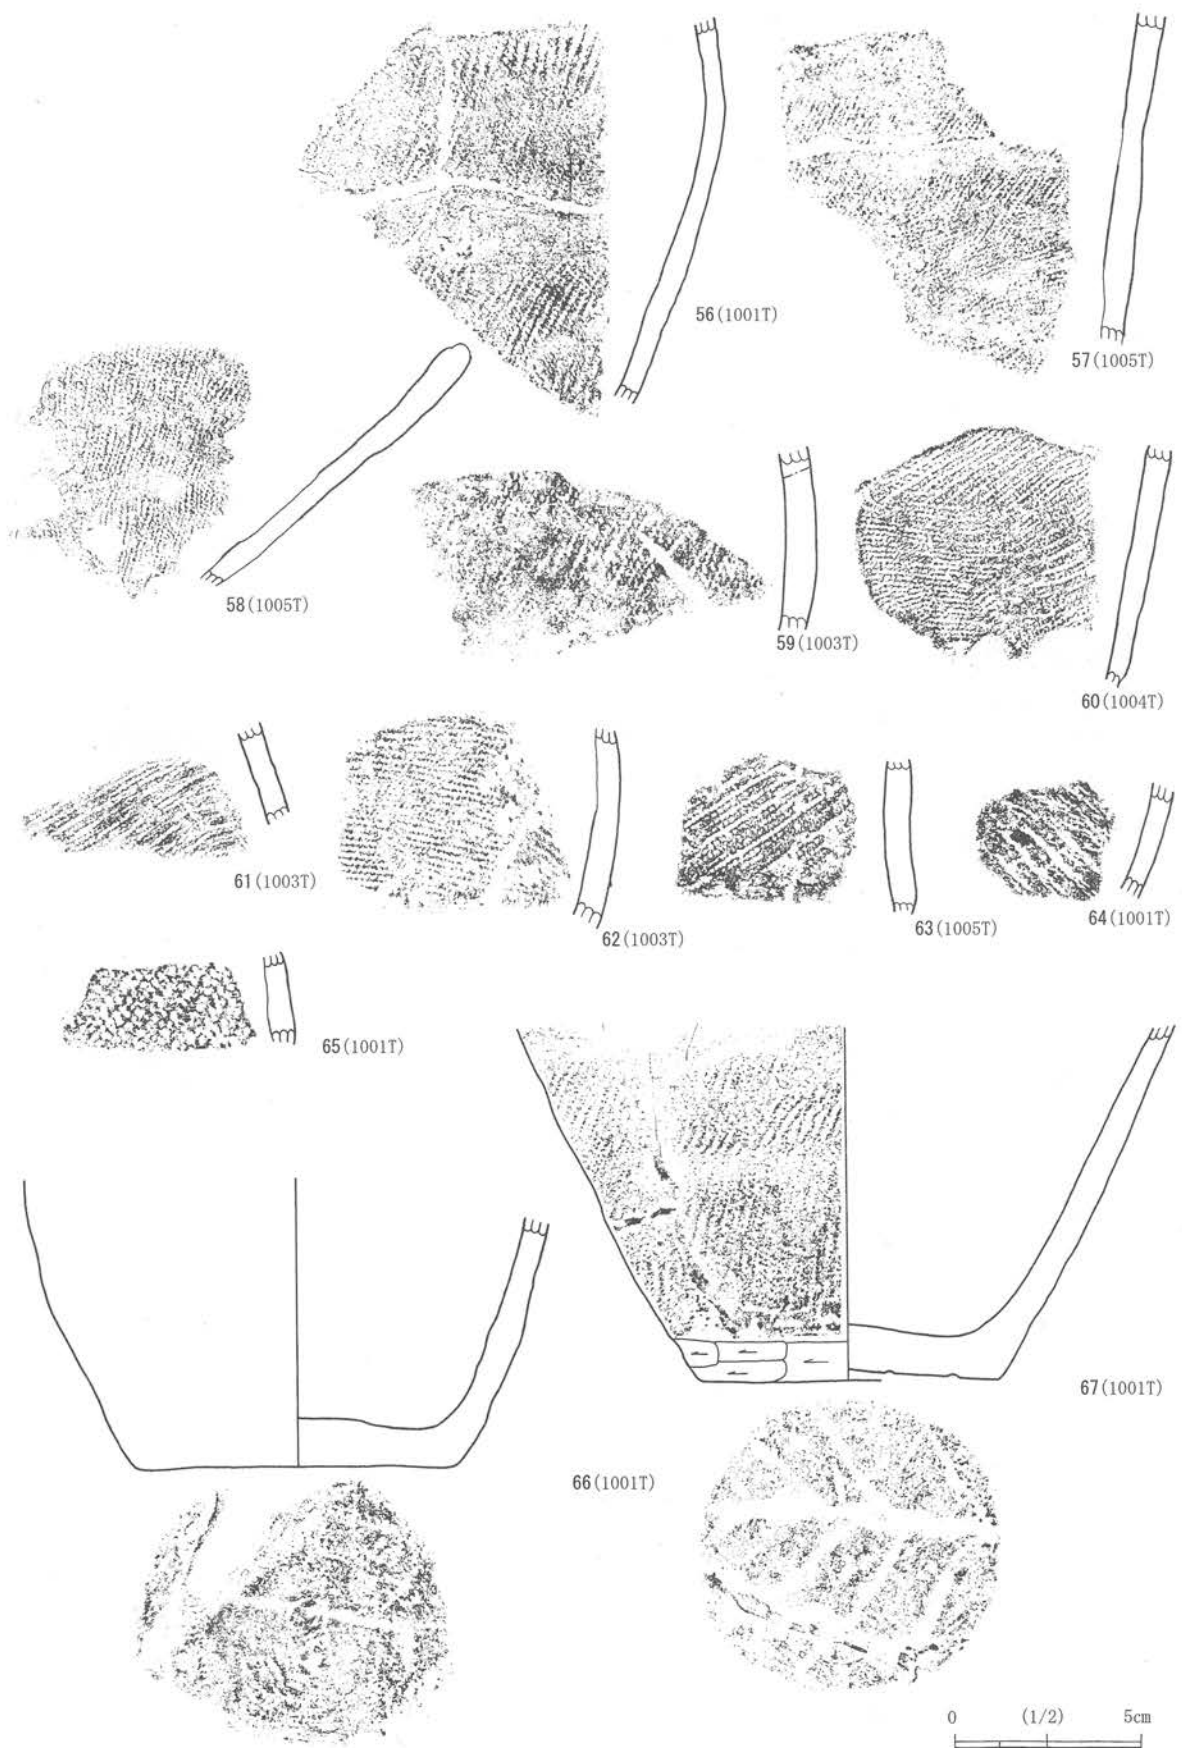 56(1001T)
57(1005T)
58(1005T)
59(1003T)
60(1004T)
61(1003T)
62(1003T)
63(1005T)
64(1001T)
65(1001T)
67(1001T)
66(1001T)
0 (1/2) 5cm